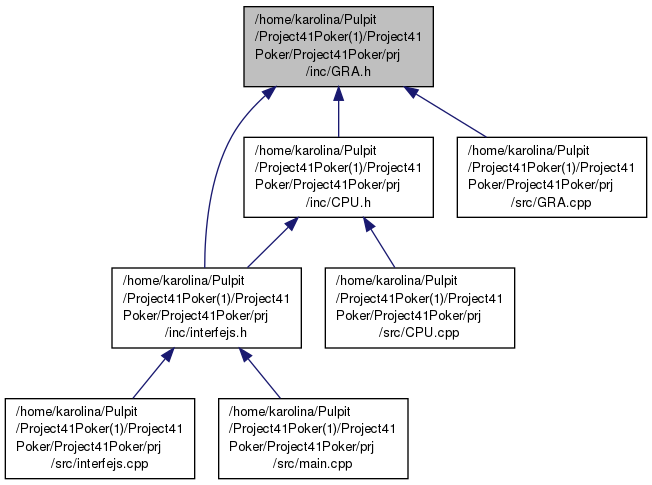 /home/karolina/Pulpit
/Project41Poker(1)/Project41
Poker/Project41Poker/prj
/inc/GRA.h
/home/karolina/Pulpit
/Project41Poker(1)/Project41
Poker/Project41Poker/prj
/inc/CPU.h
/home/karolina/Pulpit
/Project41Poker(1)/Project41
Poker/Project41Poker/prj
/src/GRA.cpp
/home/karolina/Pulpit
/Project41Poker(1)/Project41
Poker/Project41Poker/prj
/inc/interfejs.h
/home/karolina/Pulpit
/Project41Poker(1)/Project41
Poker/Project41Poker/prj
/src/CPU.cpp
/home/karolina/Pulpit
/Project41Poker(1)/Project41
Poker/Project41Poker/prj
/src/interfejs.cpp
/home/karolina/Pulpit
/Project41Poker(1)/Project41
Poker/Project41Poker/prj
/src/main.cpp